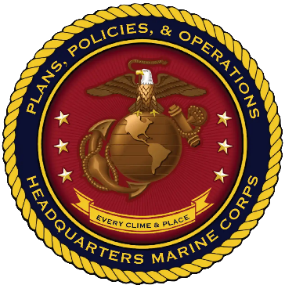 PLANS, POLICIES, & OPERATIONS
EVERY CLIME & PLACE
HEADQUARTERS MARINE CORPS